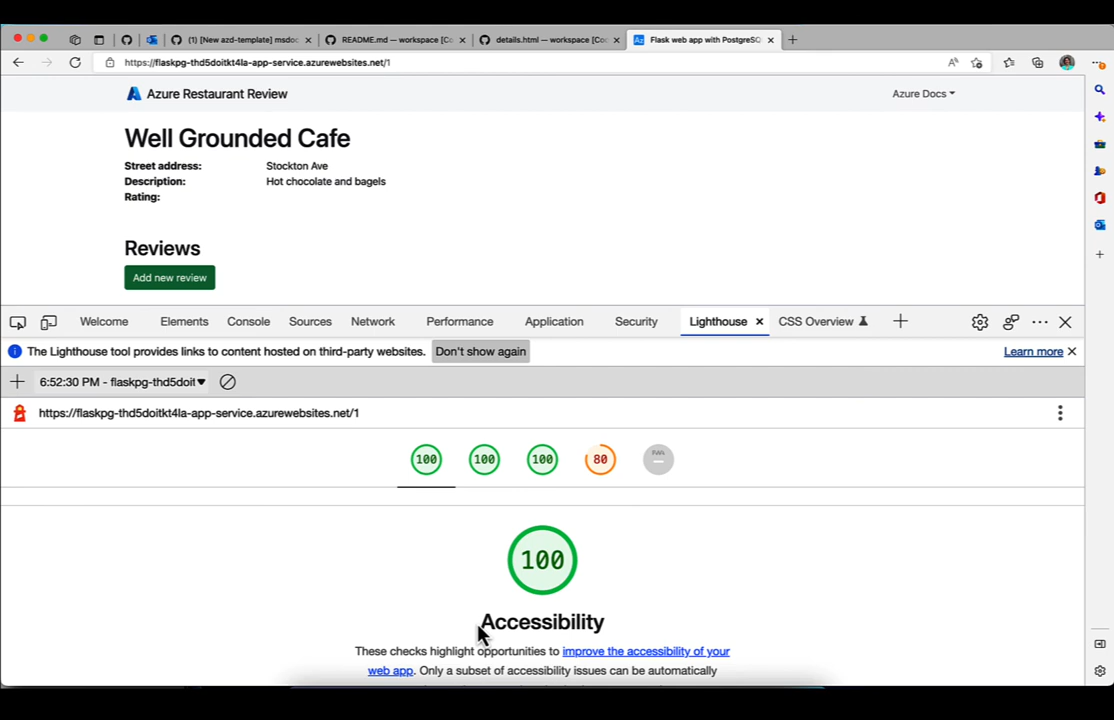 (1) [New azd-template] msdoc
README.md — workspace [Co
details.html — workspace [Coc
Flask web app with PostgreSQ
https://flaskpg-thd5doitkt4la-app-service.azurewebsites.net/1
Azure Restaurant Review
Azure Docs
Well Grounded Cafe
Street address: Stockton Ave
Description: Hot chocolate and bagels
Rating:
Reviews
Add new review
Welcome Elements Console Sources Network Performance Application Security Lighthouse CSS Overview
The Lighthouse tool provides links to content hosted on third-party websites. Don't show again Learn more
6:52:30 PM - flaskpg-thd5doit
https://flaskpg-thd5doitkt4la-app-service.azurewebsites.net/1
100 100 100 80 PWA
100
Accessibility
These checks highlight opportunities to improve the accessibility of your
web app. Only a subset of accessibility issues can be automatically